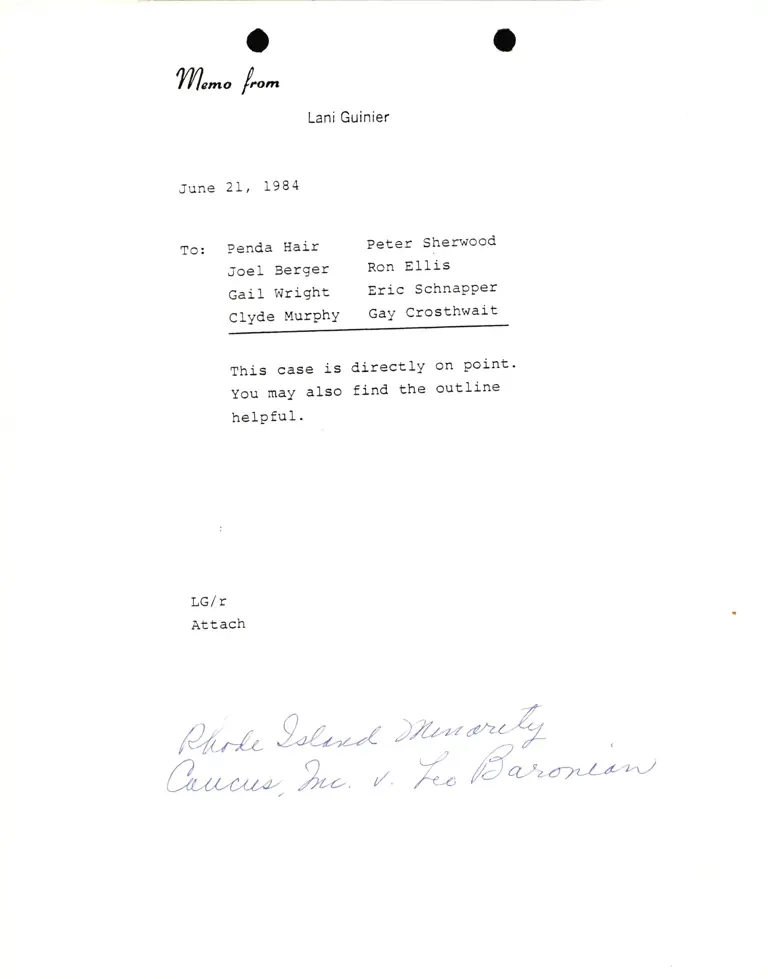 Memo from
Lani Guinier
June 21, 1984
To: Penda Hair Peter Sherwood
Joel Berger Ron Ellis
Gail Wright Eric Schnapper
Clyde Murphy Gay Crosthwait
This case is directly on point.
You may also find the outline
helpful.
LG/r
Attach
Rhode Island Minority
Caucus, Inc. v. Leo Baronian